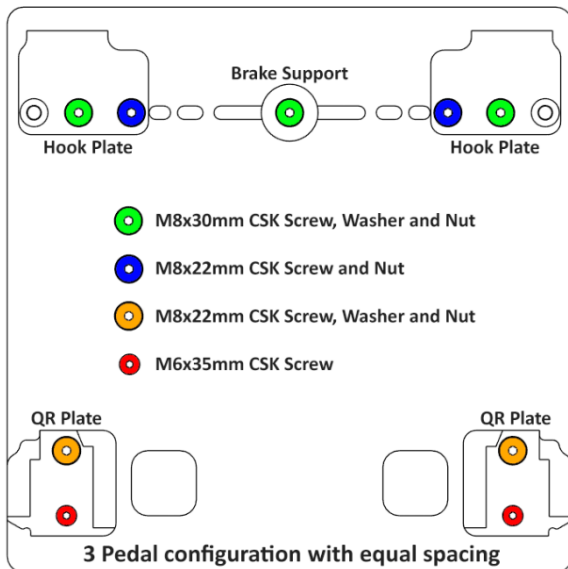 Brake Support
Hook Plate
Hook Plate
M8x30mm CSK Screw, Washer and Nut
M8x22mm CSK Screw and Nut
M8x22mm CSK Screw, Washer and Nut
M6x35mm CSK Screw
QR Plate
QR Plate
3 Pedal configuration with equal spacing